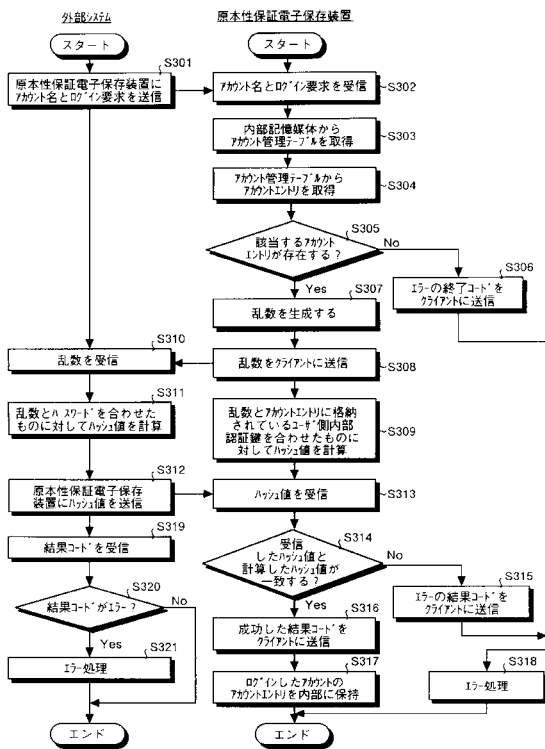 外部システム
原本性保証電子保存装置
スタート
スタート
S301
原本性保証電子保存装置に
アカウント名とログイン要求を送信
アカウント名とログイン要求を受信
S302
内部記憶媒体から
アカウント管理テーブルを取得
S303
アカウント管理テーブルから
アカウントエントリを取得
S304
S305
該当するアカウント
エントリが存在する?
No
Yes
S306
エラーの終了コードを
クライアントに送信
S307
乱数を生成する
S310
乱数を受信
乱数をクライアントに送信
S308
S311
乱数とパスワードを合わせた
ものに対してハッシュ値を計算
乱数とアカウントエントリに格納
されているユーザ側内部
認証鍵を合わせたものに
対してハッシュ値を計算
S309
S312
原本性保証電子保存
装置にハッシュ値を送信
ハッシュ値を受信
S313
S319
結果コードを受信
S314
受信
したハッシュ値と
計算したハッシュ値が
一致する?
No
Yes
S315
エラーの結果コードを
クライアントに送信
S320
結果コードがエラー?
No
Yes
S316
成功した結果コードを
クライアントに送信
S321
エラー処理
S317
ログインしたアカウントの
アカウントエントリを内部に保持
S318
エラー処理
エンド
エンド